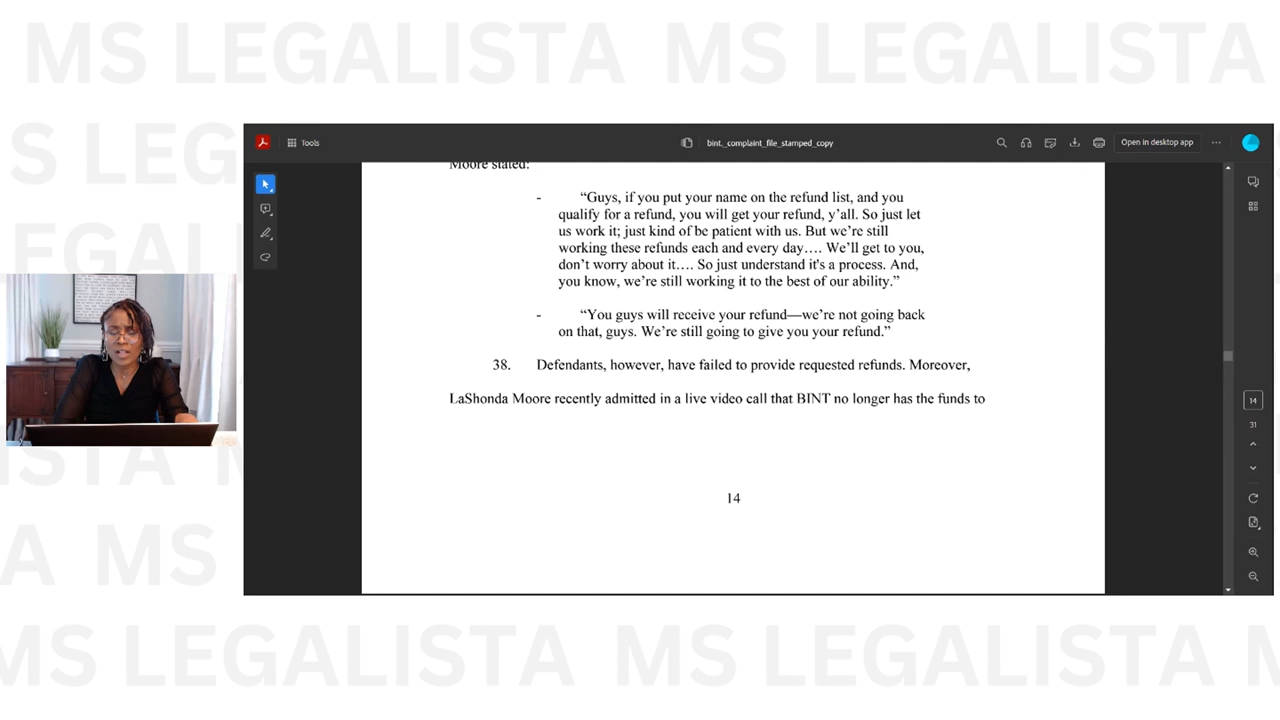 MS LEGALISTA MS LEGALISTA
S LEG
EGAL
ISTA
A MS
MS LEGALISTA MS LEGALISTA M
Tools
bint._complaint_file_stamped_copy
Open in desktop app
Moore stated:
- “Guys, if you put your name on the refund list, and you
qualify for a refund, you will get your refund, y’all. So just let
us work it; just kind of be patient with us. But we’re still
working these refunds each and every day…. We’ll get to you,
don’t worry about it…. So just understand it's a process. And,
you know, we’re still working it to the best of our ability.”
- “You guys will receive your refund—we’re not going back
on that, guys. We’re still going to give you your refund.”
38. Defendants, however, have failed to provide requested refunds. Moreover,
LaShonda Moore recently admitted in a live video call that BINT no longer has the funds to
14
14
31